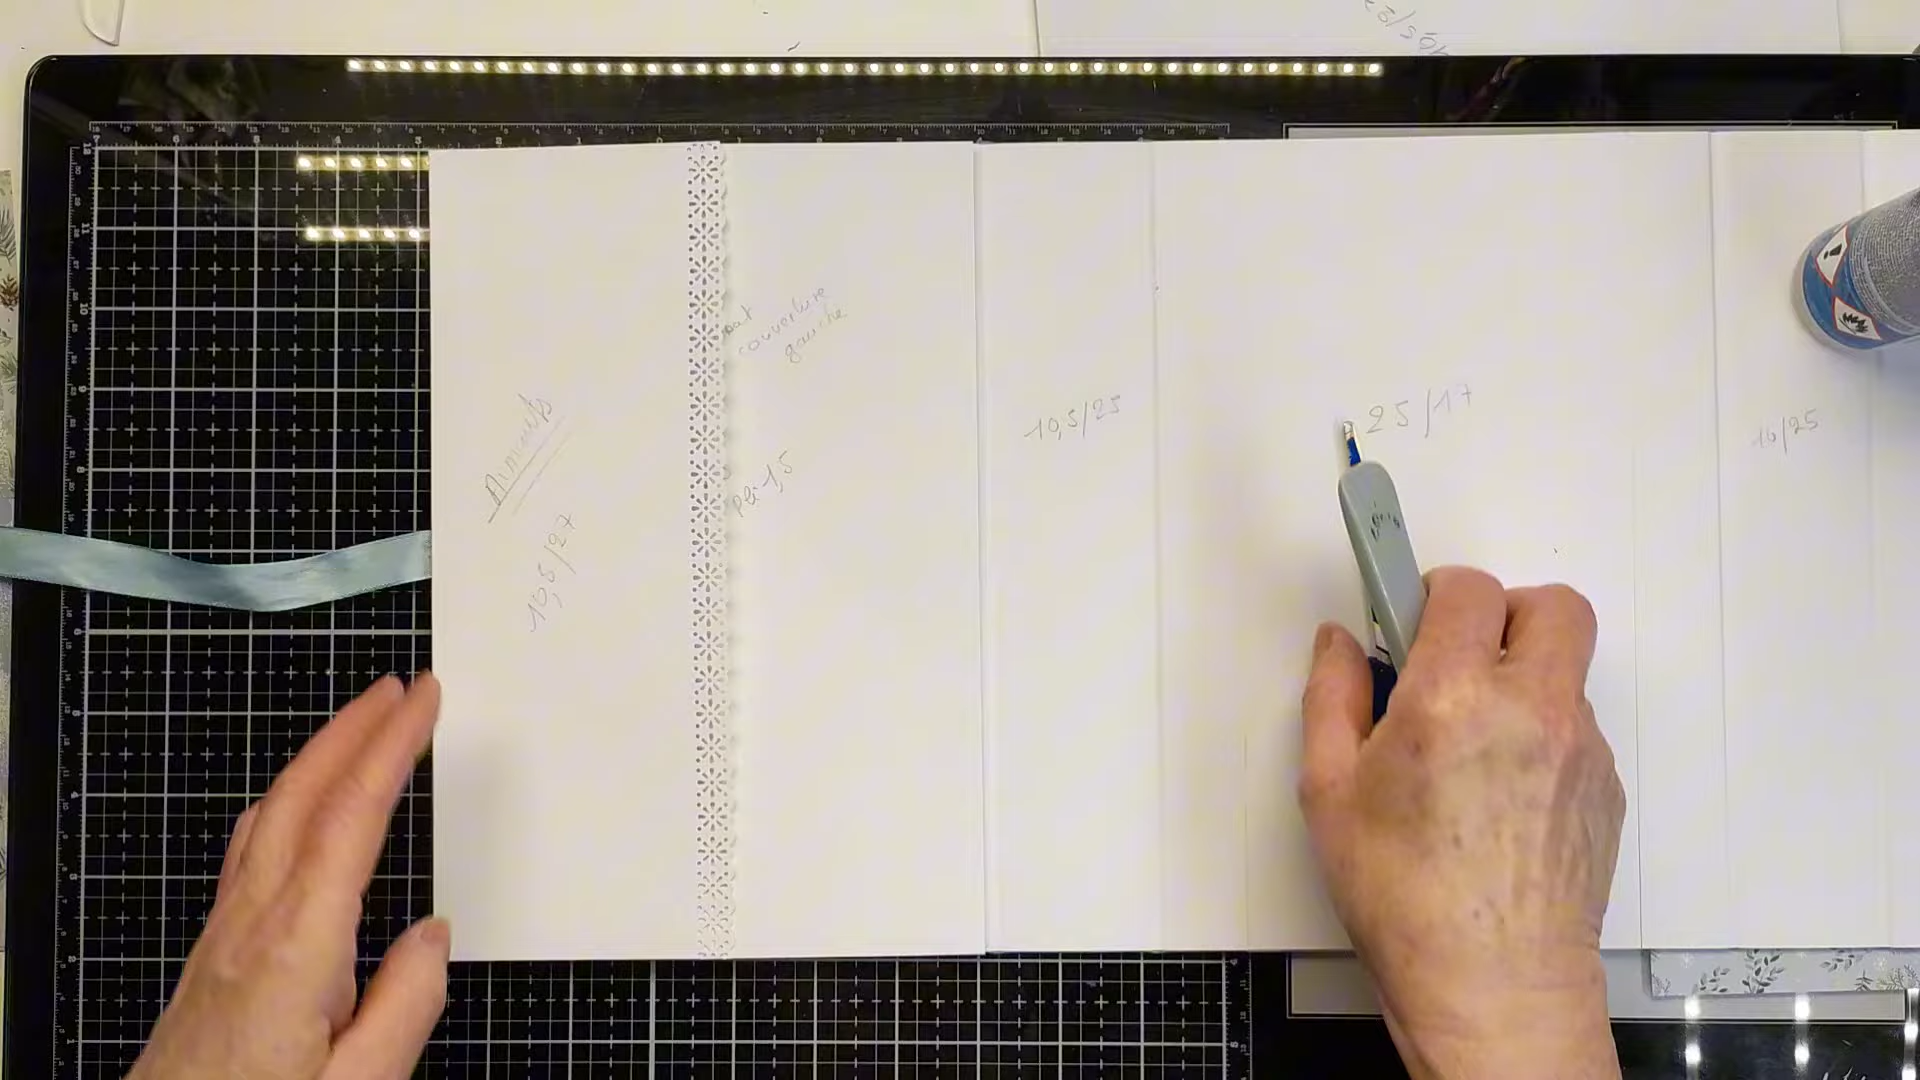 Aimants
16,5/27
couverture
gauche
pli 1,5
10,5/25
25/17
10/25